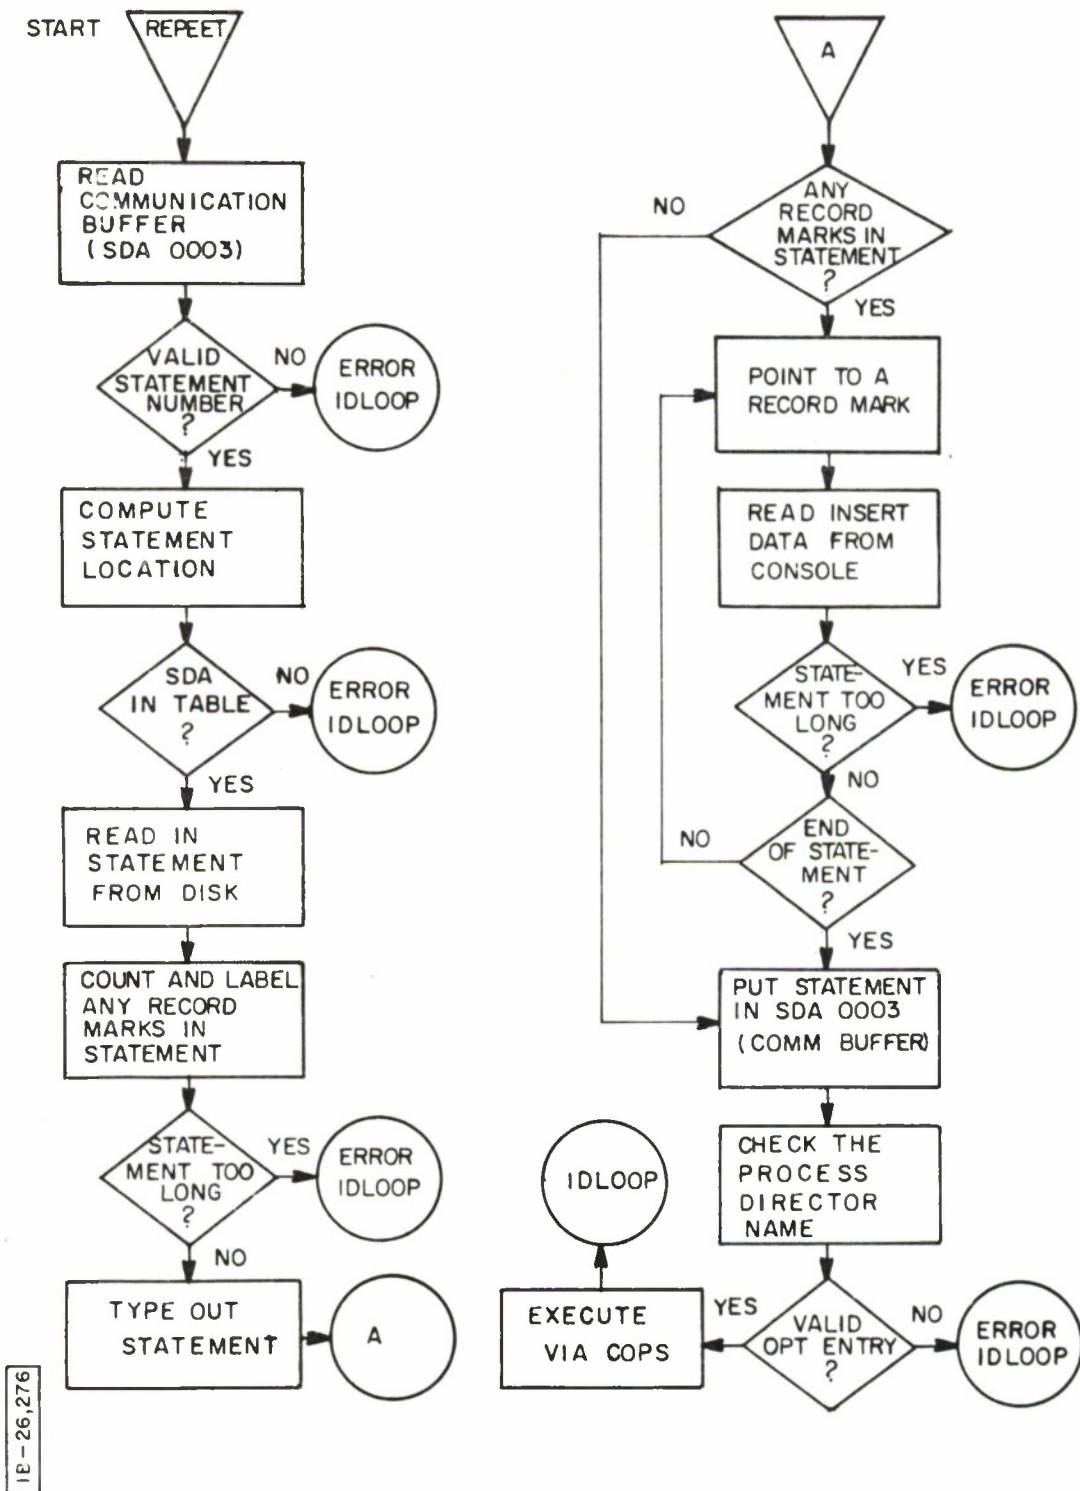 START
REPEET
READ
COMMUNICATION
BUFFER
(SDA 0003)
VALID
STATEMENT
NUMBER
?
NO
ERROR
IDLOOP
YES
COMPUTE
STATEMENT
LOCATION
SDA
IN TABLE
?
NO
ERROR
IDLOOP
YES
READ IN
STATEMENT
FROM DISK
COUNT AND LABEL
ANY RECORD
MARKS IN
STATEMENT
STATE-
MENT TOO
LONG
?
YES
ERROR
IDLOOP
NO
TYPE OUT
STATEMENT
A
A
ANY
RECORD
MARKS IN
STATEMENT
?
NO
YES
POINT TO A
RECORD MARK
READ INSERT
DATA FROM
CONSOLE
STATE-
MENT TOO
LONG
?
YES
ERROR
IDLOOP
NO
END
OF STATE-
MENT
?
NO
YES
PUT STATEMENT
IN SDA 0003
(COMM BUFFER)
CHECK THE
PROCESS
DIRECTOR
NAME
VALID
OPT ENTRY
?
YES
EXECUTE
VIA COPS
IDLOOP
NO
ERROR
IDLOOP
-26,276